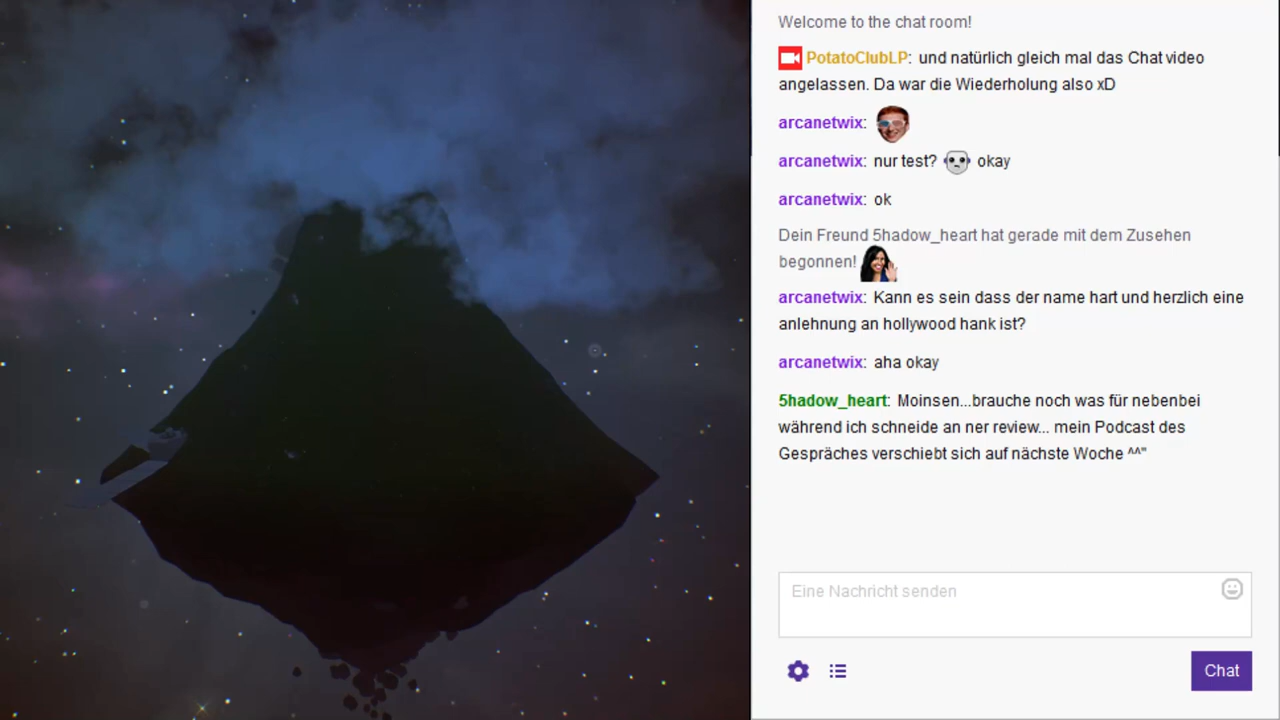 Welcome to the chat room!
PotatoClubLP: und natürlich gleich mal das Chat video
angelassen. Da war die Wiederholung also xD
arcanetwix:
arcanetwix: nur test? okay
arcanetwix: ok
Dein Freund 5hadow_heart hat gerade mit dem Zusehen
begonnen!
arcanetwix: Kann es sein dass der name hart und herzlich eine
anlehnung an hollywood hank ist?
arcanetwix: aha okay
5hadow_heart: Moinsen...brauche noch was für nebenbei
während ich schneide an ner review... mein Podcast des
Gespräches verschiebt sich auf nächste Woche ^^"
Eine Nachricht senden
Chat